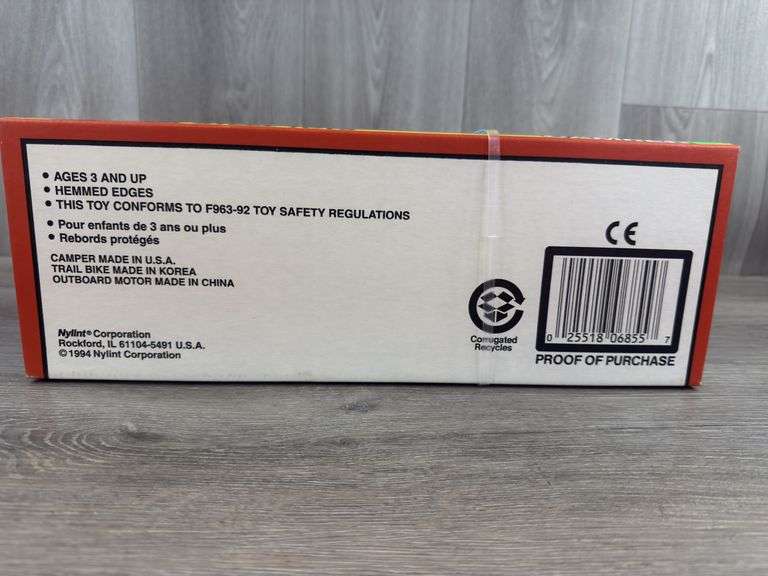 • AGES 3 AND UP
• HEMMED EDGES
• THIS TOY CONFORMS TO F963-92 TOY SAFETY REGULATIONS
• Pour enfants de 3 ans ou plus
• Rebords protégés
CAMPER MADE IN U.S.A.
TRAIL BIKE MADE IN KOREA
OUTBOARD MOTOR MADE IN CHINA
Nylint® Corporation
Rockford, IL 61104-5491 U.S.A.
© 1994 Nylint Corporation
Corrugated
Recycles
CE
0 25518 06855 7
PROOF OF PURCHASE